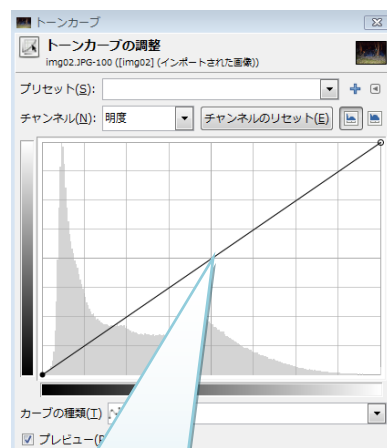 トーンカーブ
トーンカーブの調整
img02.JPG-100 ([img02] (インポートされた画像))
プリセット(S):
チャンネル(N): 明度 チャンネルのリセット(E)
カーブの種類(T)
プレビュー(P